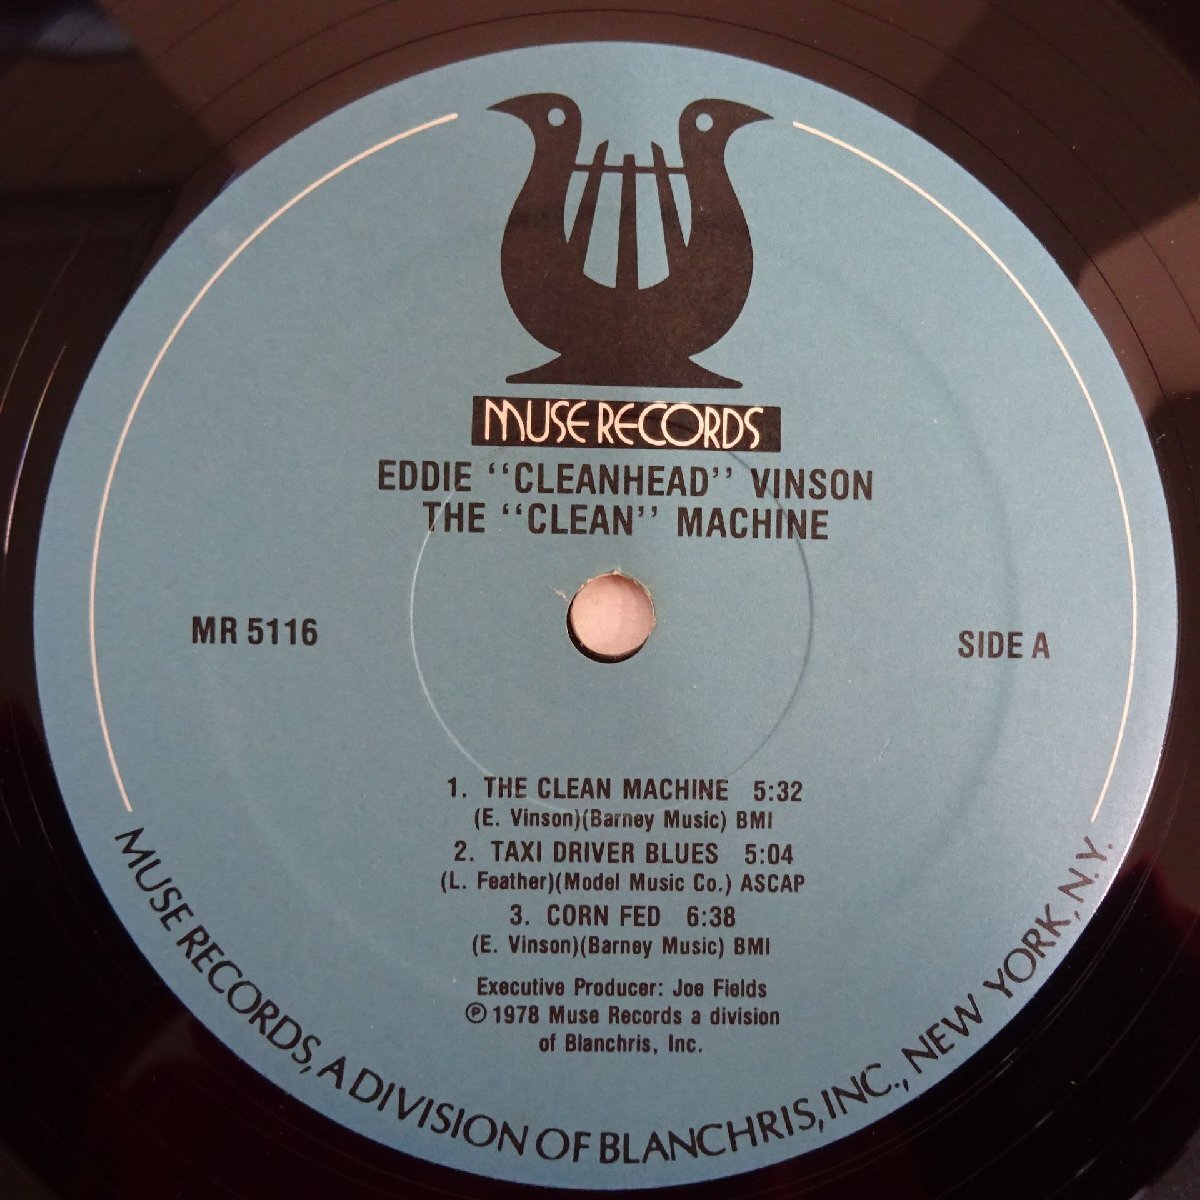 MUSE RECORDS
EDDIE "CLEANHEAD" VINSON
THE "CLEAN" MACHINE
MR 5116
SIDE A
1. THE CLEAN MACHINE 5:32
(E. Vinson)(Barney Music) BMI
2. TAXI DRIVER BLUES 5:04
(L. Feather)(Model Music Co.) ASCAP
3. CORN FED 6:38
(E. Vinson)(Barney Music) BMI
Executive Producer: Joe Fields
℗ 1978 Muse Records a division
of Blanchris, Inc.
MUSE RECORDS, A DIVISION OF BLANCHRIS, INC., NEW YORK, N.Y.